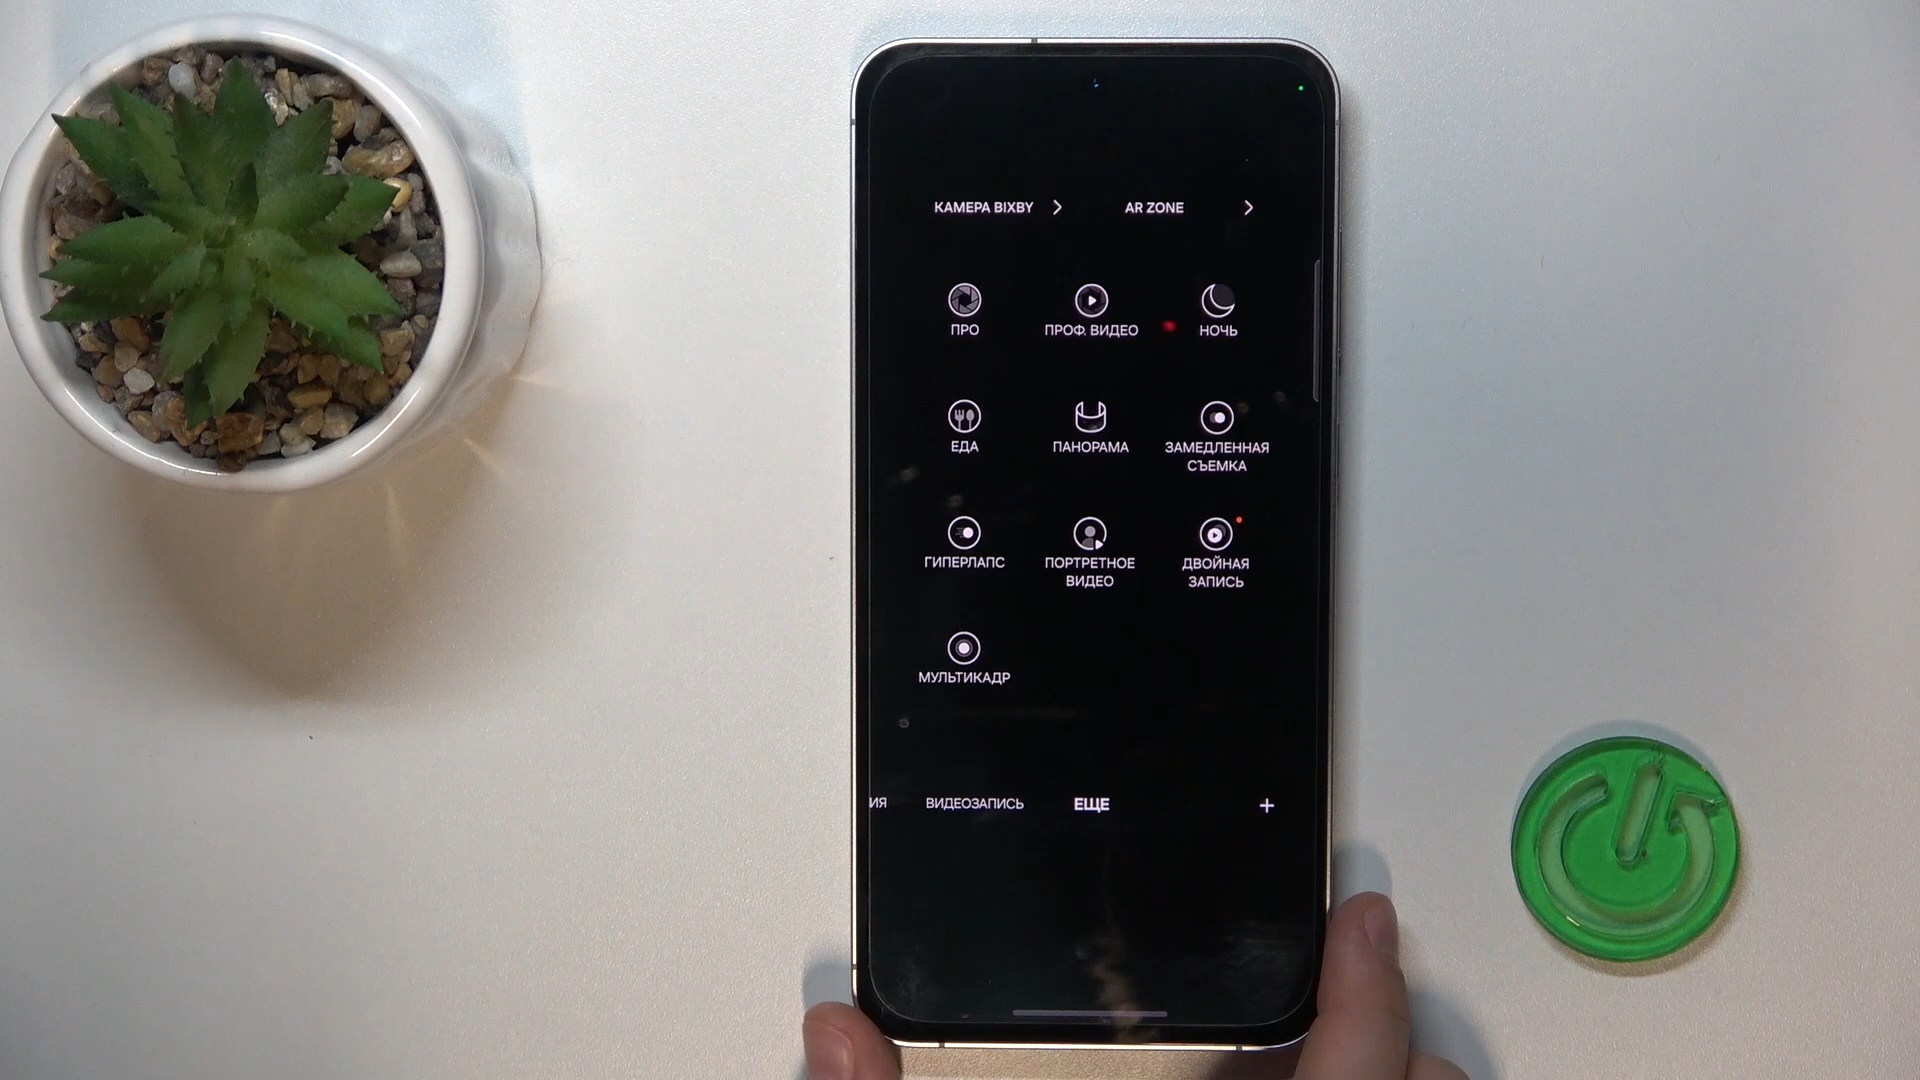 КАМЕРА BIXBY
AR ZONE
ПРО
ПРОФ. ВИДЕО
НОЧЬ
ЕДА
ПАНОРАМА
ЗАМЕДЛЕННАЯ
СЪЕМКА
ГИПЕРЛАПС
ПОРТРЕТНОЕ
ВИДЕО
ДВОЙНАЯ
ЗАПИСЬ
МУЛЬТИКАДР
ИЯ
ВИДЕОЗАПИСЬ
ЕЩЕ